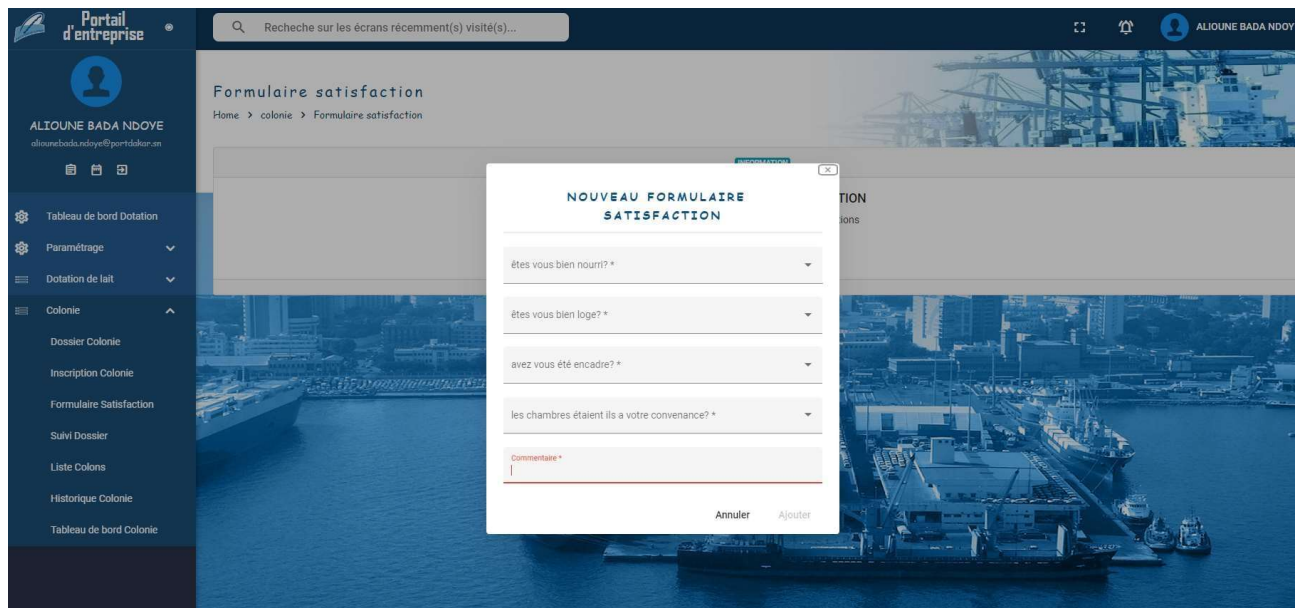 Portail
d'entreprise
Recheche sur les écrans récemment(s) visité(s)...
ALIOUNE BADA NDOY
ALIOUNE BADA NDOYE
aliounebada.ndoye@portdakar.sn
Tableau de bord Dotation
Paramétrage
Dotation de lait
Colonie
Dossier Colonie
Inscription Colonie
Formulaire Satisfaction
Suivi Dossier
Liste Colons
Historique Colonie
Tableau de bord Colonie
Formulaire satisfaction
Home > colonie > Formulaire satisfaction
INFORMATION
TION
ions
NOUVEAU FORMULAIRE
SATISFACTION
êtes vous bien nourri? *
êtes vous bien loge? *
avez vous été encadre? *
les chambres étaient ils a votre convenance? *
Commentaire *
Annuler Ajouter